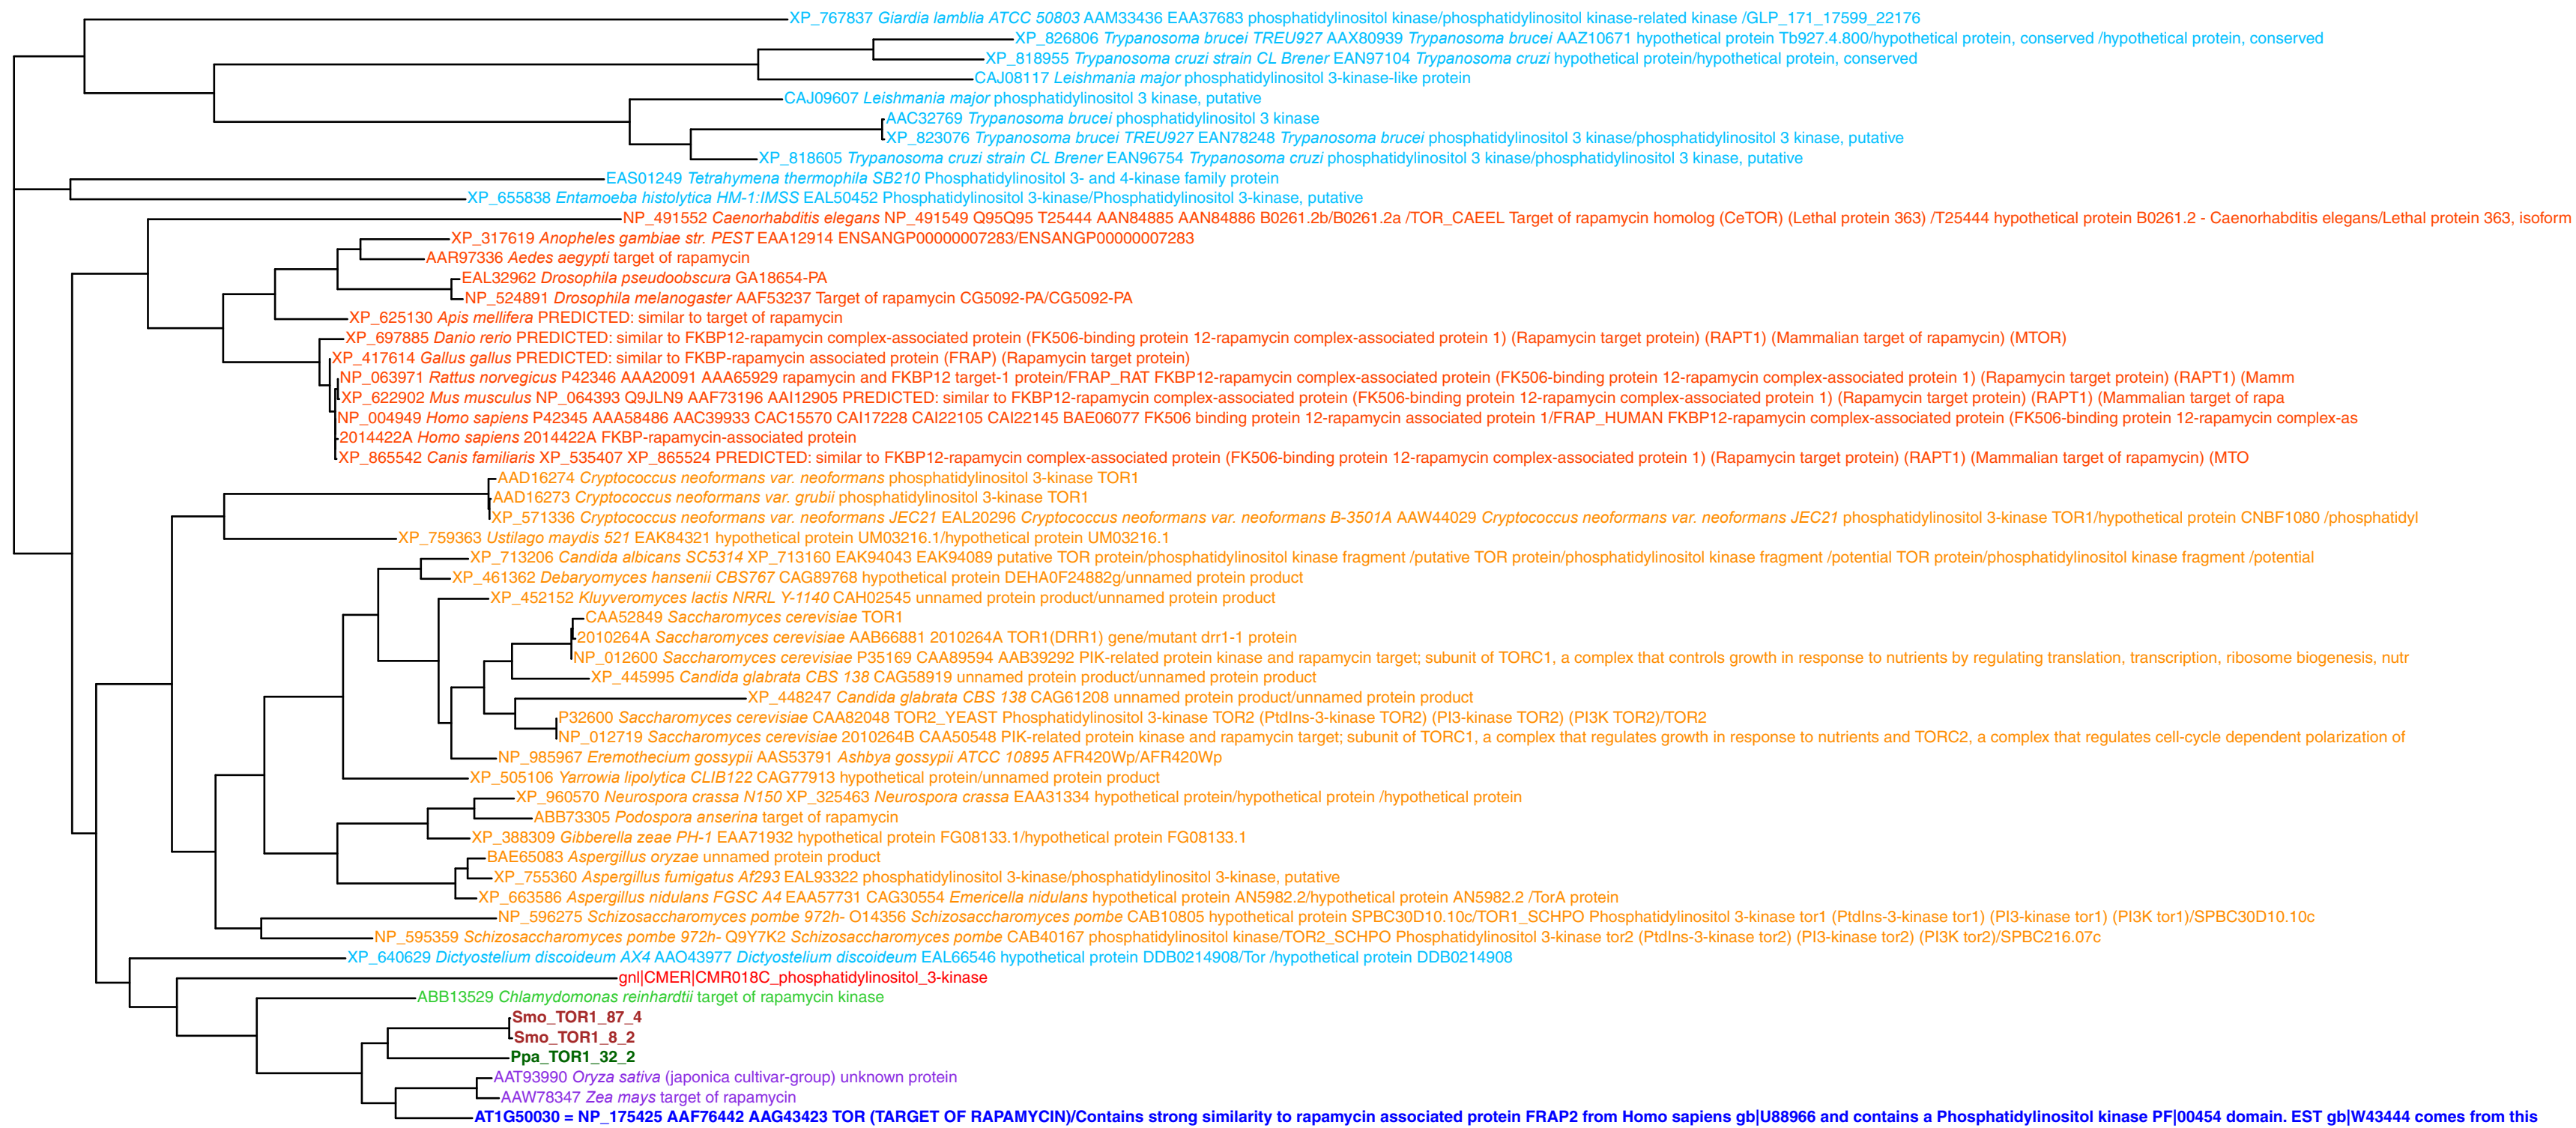 XP_767837 Giardia lamblia ATCC 50803 AAM33436 EAA37683 phosphatidylinositol kinase/phosphatidylinositol kinase-related kinase /GLP_171_17599_22176
XP_826806 Trypanosoma brucei TREU927 AAX80939 Trypanosoma brucei AAZ10671 hypothetical protein Tb927.4.800/hypothetical protein, conserved /hypothetical protein, conserved
XP_818955 Trypanosoma cruzi strain CL Brener EAN97104 Trypanosoma cruzi hypothetical protein/hypothetical protein, conserved
CAJ08117 Leishmania major phosphatidylinositol 3-kinase-like protein
CAJ09607 Leishmania major phosphatidylinositol 3 kinase, putative
AAC32769 Trypanosoma brucei phosphatidylinositol 3 kinase
XP_823076 Trypanosoma brucei TREU927 EAN78248 Trypanosoma brucei phosphatidylinositol 3 kinase/phosphatidylinositol 3 kinase, putative
XP_818605 Trypanosoma cruzi strain CL Brener EAN96754 Trypanosoma cruzi phosphatidylinositol 3 kinase/phosphatidylinositol 3 kinase, putative
EAS01249 Tetrahymena thermophila SB210 Phosphatidylinositol 3- and 4-kinase family protein
XP_655838 Entamoeba histolytica HM-1:IMSS EAL50452 Phosphatidylinositol 3-kinase/Phosphatidylinositol 3-kinase, putative
NP_491552 Caenorhabditis elegans NP_491549 Q95Q95 T25444 AAN84885 AAN84886 B0261.2b/B0261.2a /TOR_CAEEL Target of rapamycin homolog (CeTOR) (Lethal protein 363) /T25444 hypothetical protein B0261.2 - Caenorhabditis elegans/Lethal protein 363, isoform
XP_317619 Anopheles gambiae str. PEST EAA12914 ENSANGP00000007283/ENSANGP00000007283
AAR97336 Aedes aegypti target of rapamycin
EAL32962 Drosophila pseudoobscura GA18654-PA
NP_524891 Drosophila melanogaster AAF53237 Target of rapamycin CG5092-PA/CG5092-PA
XP_625130 Apis mellifera PREDICTED: similar to target of rapamycin
XP_697885 Danio rerio PREDICTED: similar to FKBP12-rapamycin complex-associated protein (FK506-binding protein 12-rapamycin complex-associated protein 1) (Rapamycin target protein) (RAPT1) (Mammalian target of rapamycin) (MTOR)
XP_417614 Gallus gallus PREDICTED: similar to FKBP-rapamycin associated protein (FRAP) (Rapamycin target protein)
NP_063971 Rattus norvegicus P42346 AAA20091 AAA65929 rapamycin and FKBP12 target-1 protein/FRAP_RAT FKBP12-rapamycin complex-associated protein (FK506-binding protein 12-rapamycin complex-associated protein 1) (Rapamycin target protein) (RAPT1) (Mamm
XP_622902 Mus musculus NP_064393 Q9JLN9 AAF73196 AAI12905 PREDICTED: similar to FKBP12-rapamycin complex-associated protein (FK506-binding protein 12-rapamycin complex-associated protein 1) (Rapamycin target protein) (RAPT1) (Mammalian target of rapa
NP_004949 Homo sapiens P42345 AAA58486 AAC39933 CAC15570 CAI17228 CAI22105 CAI22145 BAE06077 FK506 binding protein 12-rapamycin associated protein 1/FRAP_HUMAN FKBP12-rapamycin complex-associated protein (FK506-binding protein 12-rapamycin complex-as
2014422A Homo sapiens 2014422A FKBP-rapamycin-associated protein
XP_865542 Canis familiaris XP_535407 XP_865524 PREDICTED: similar to FKBP12-rapamycin complex-associated protein (FK506-binding protein 12-rapamycin complex-associated protein 1) (Rapamycin target protein) (RAPT1) (Mammalian target of rapamycin) (MTO
AAD16274 Cryptococcus neoformans var. neoformans phosphatidylinositol 3-kinase TOR1
AAD16273 Cryptococcus neoformans var. grubii phosphatidylinositol 3-kinase TOR1
XP_571336 Cryptococcus neoformans var. neoformans JEC21 EAL20296 Cryptococcus neoformans var. neoformans B-3501A AAW44029 Cryptococcus neoformans var. neoformans JEC21 phosphatidylinositol 3-kinase TOR1/hypothetical protein CNBF1080 /phosphatidyl
XP_759363 Ustilago maydis 521 EAK84321 hypothetical protein UM03216.1/hypothetical protein UM03216.1
XP_713206 Candida albicans SC5314 XP_713160 EAK94043 EAK94089 putative TOR protein/phosphatidylinositol kinase fragment /putative TOR protein/phosphatidylinositol kinase fragment /potential TOR protein/phosphatidylinositol kinase fragment /potential
XP_461362 Debaryomyces hansenii CBS767 CAG89768 hypothetical protein DEHA0F24882g/unnamed protein product
XP_452152 Kluyveromyces lactis NRRL Y-1140 CAH02545 unnamed protein product/unnamed protein product
CAA52849 Saccharomyces cerevisiae TOR1
2010264A Saccharomyces cerevisiae AAB66881 2010264A TOR1(DRR1) gene/mutant drr1-1 protein
NP_012600 Saccharomyces cerevisiae P35169 CAA89594 AAB39292 PIK-related protein kinase and rapamycin target; subunit of TORC1, a complex that controls growth in response to nutrients by regulating translation, transcription, ribosome biogenesis, nutr
XP_445995 Candida glabrata CBS 138 CAG58919 unnamed protein product/unnamed protein product
XP_448247 Candida glabrata CBS 138 CAG61208 unnamed protein product/unnamed protein product
P32600 Saccharomyces cerevisiae CAA82048 TOR2_YEAST Phosphatidylinositol 3-kinase TOR2 (PtdIns-3-kinase TOR2) (PI3-kinase TOR2) (PI3K TOR2)/TOR2
NP_012719 Saccharomyces cerevisiae 2010264B CAA50548 PIK-related protein kinase and rapamycin target; subunit of TORC1, a complex that regulates growth in response to nutrients and TORC2, a complex that regulates cell-cycle dependent polarization of
NP_985967 Eremothecium gossypii AAS53791 Ashbya gossypii ATCC 10895 AFR420Wp/AFR420Wp
XP_505106 Yarrowia lipolytica CLIB122 CAG77913 hypothetical protein/unnamed protein product
XP_960570 Neurospora crassa N150 XP_325463 Neurospora crassa EAA31334 hypothetical protein/hypothetical protein /hypothetical protein
ABB73305 Podospora anserina target of rapamycin
XP_388309 Gibberella zeae PH-1 EAA71932 hypothetical protein FG08133.1/hypothetical protein FG08133.1
BAE65083 Aspergillus oryzae unnamed protein product
XP_755360 Aspergillus fumigatus Af293 EAL93322 phosphatidylinositol 3-kinase/phosphatidylinositol 3-kinase, putative
XP_663586 Aspergillus nidulans FGSC A4 EAA57731 CAG30554 Emericella nidulans hypothetical protein AN5982.2/hypothetical protein AN5982.2 /TorA protein
NP_596275 Schizosaccharomyces pombe 972h- O14356 Schizosaccharomyces pombe CAB10805 hypothetical protein SPBC30D10.10c/TOR1_SCHPO Phosphatidylinositol 3-kinase tor1 (PtdIns-3-kinase tor1) (PI3-kinase tor1) (PI3K tor1)/SPBC30D10.10c
NP_595359 Schizosaccharomyces pombe 972h- Q9Y7K2 Schizosaccharomyces pombe CAB40167 phosphatidylinositol kinase/TOR2_SCHPO Phosphatidylinositol 3-kinase tor2 (PtdIns-3-kinase tor2) (PI3-kinase tor2) (PI3K tor2)/SPBC216.07c
XP_640629 Dictyostelium discoideum AX4 AAO43977 Dictyostelium discoideum EAL66546 hypothetical protein DDB0214908/Tor /hypothetical protein DDB0214908
gnl|CMER|CMR018C_phosphatidylinositol_3-kinase
ABB13529 Chlamydomonas reinhardtii target of rapamycin kinase
Smo_TOR1_87_4
Smo_TOR1_8_2
Ppa_TOR1_32_2
AAT93990 Oryza sativa (japonica cultivar-group) unknown protein
AAW78347 Zea mays target of rapamycin
AT1G50030 = NP_175425 AAF76442 AAG43423 TOR (TARGET OF RAPAMYCIN)/Contains strong similarity to rapamycin associated protein FRAP2 from Homo sapiens gb|U88966 and contains a Phosphatidylinositol kinase PF|00454 domain. EST gb|W43444 comes from this